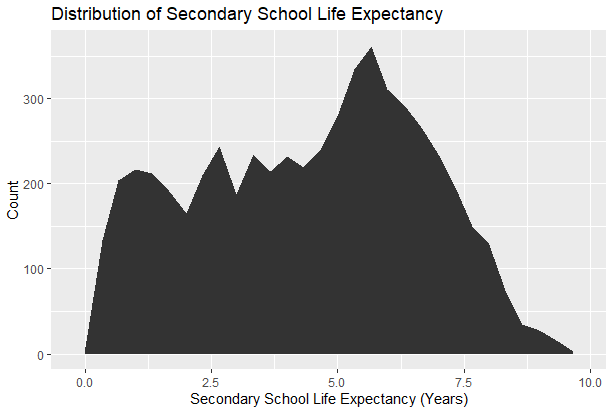 Distribution of Secondary School Life Expectancy
Count
300
200
100
0
0.0 2.5 5.0 7.5 10.0
Secondary School Life Expectancy (Years)